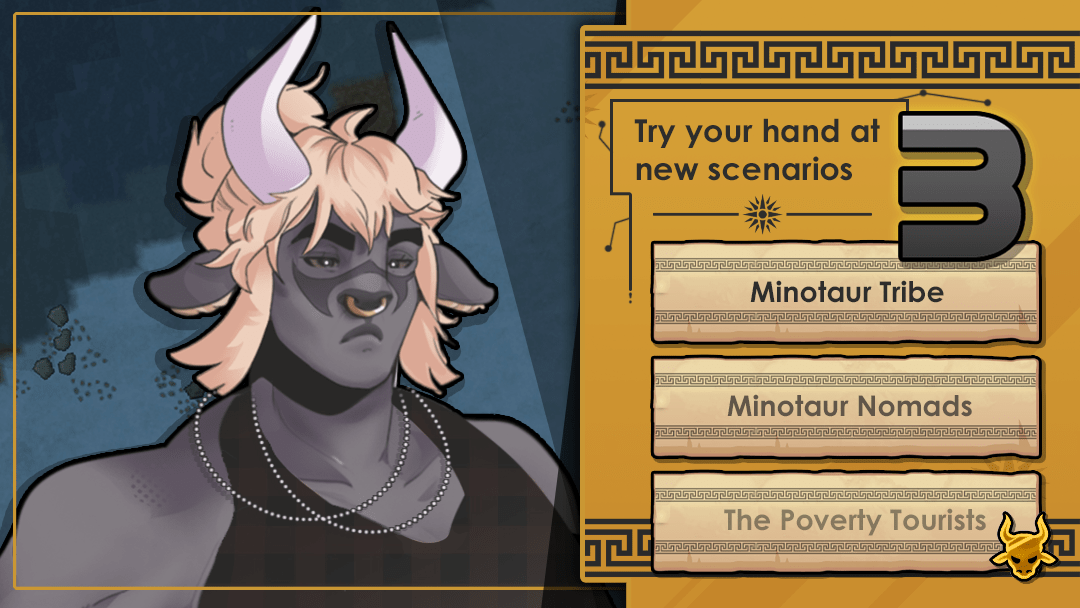 Try your hand at
new scenarios
3
Minotaur Tribe
Minotaur Nomads
The Poverty Tourists